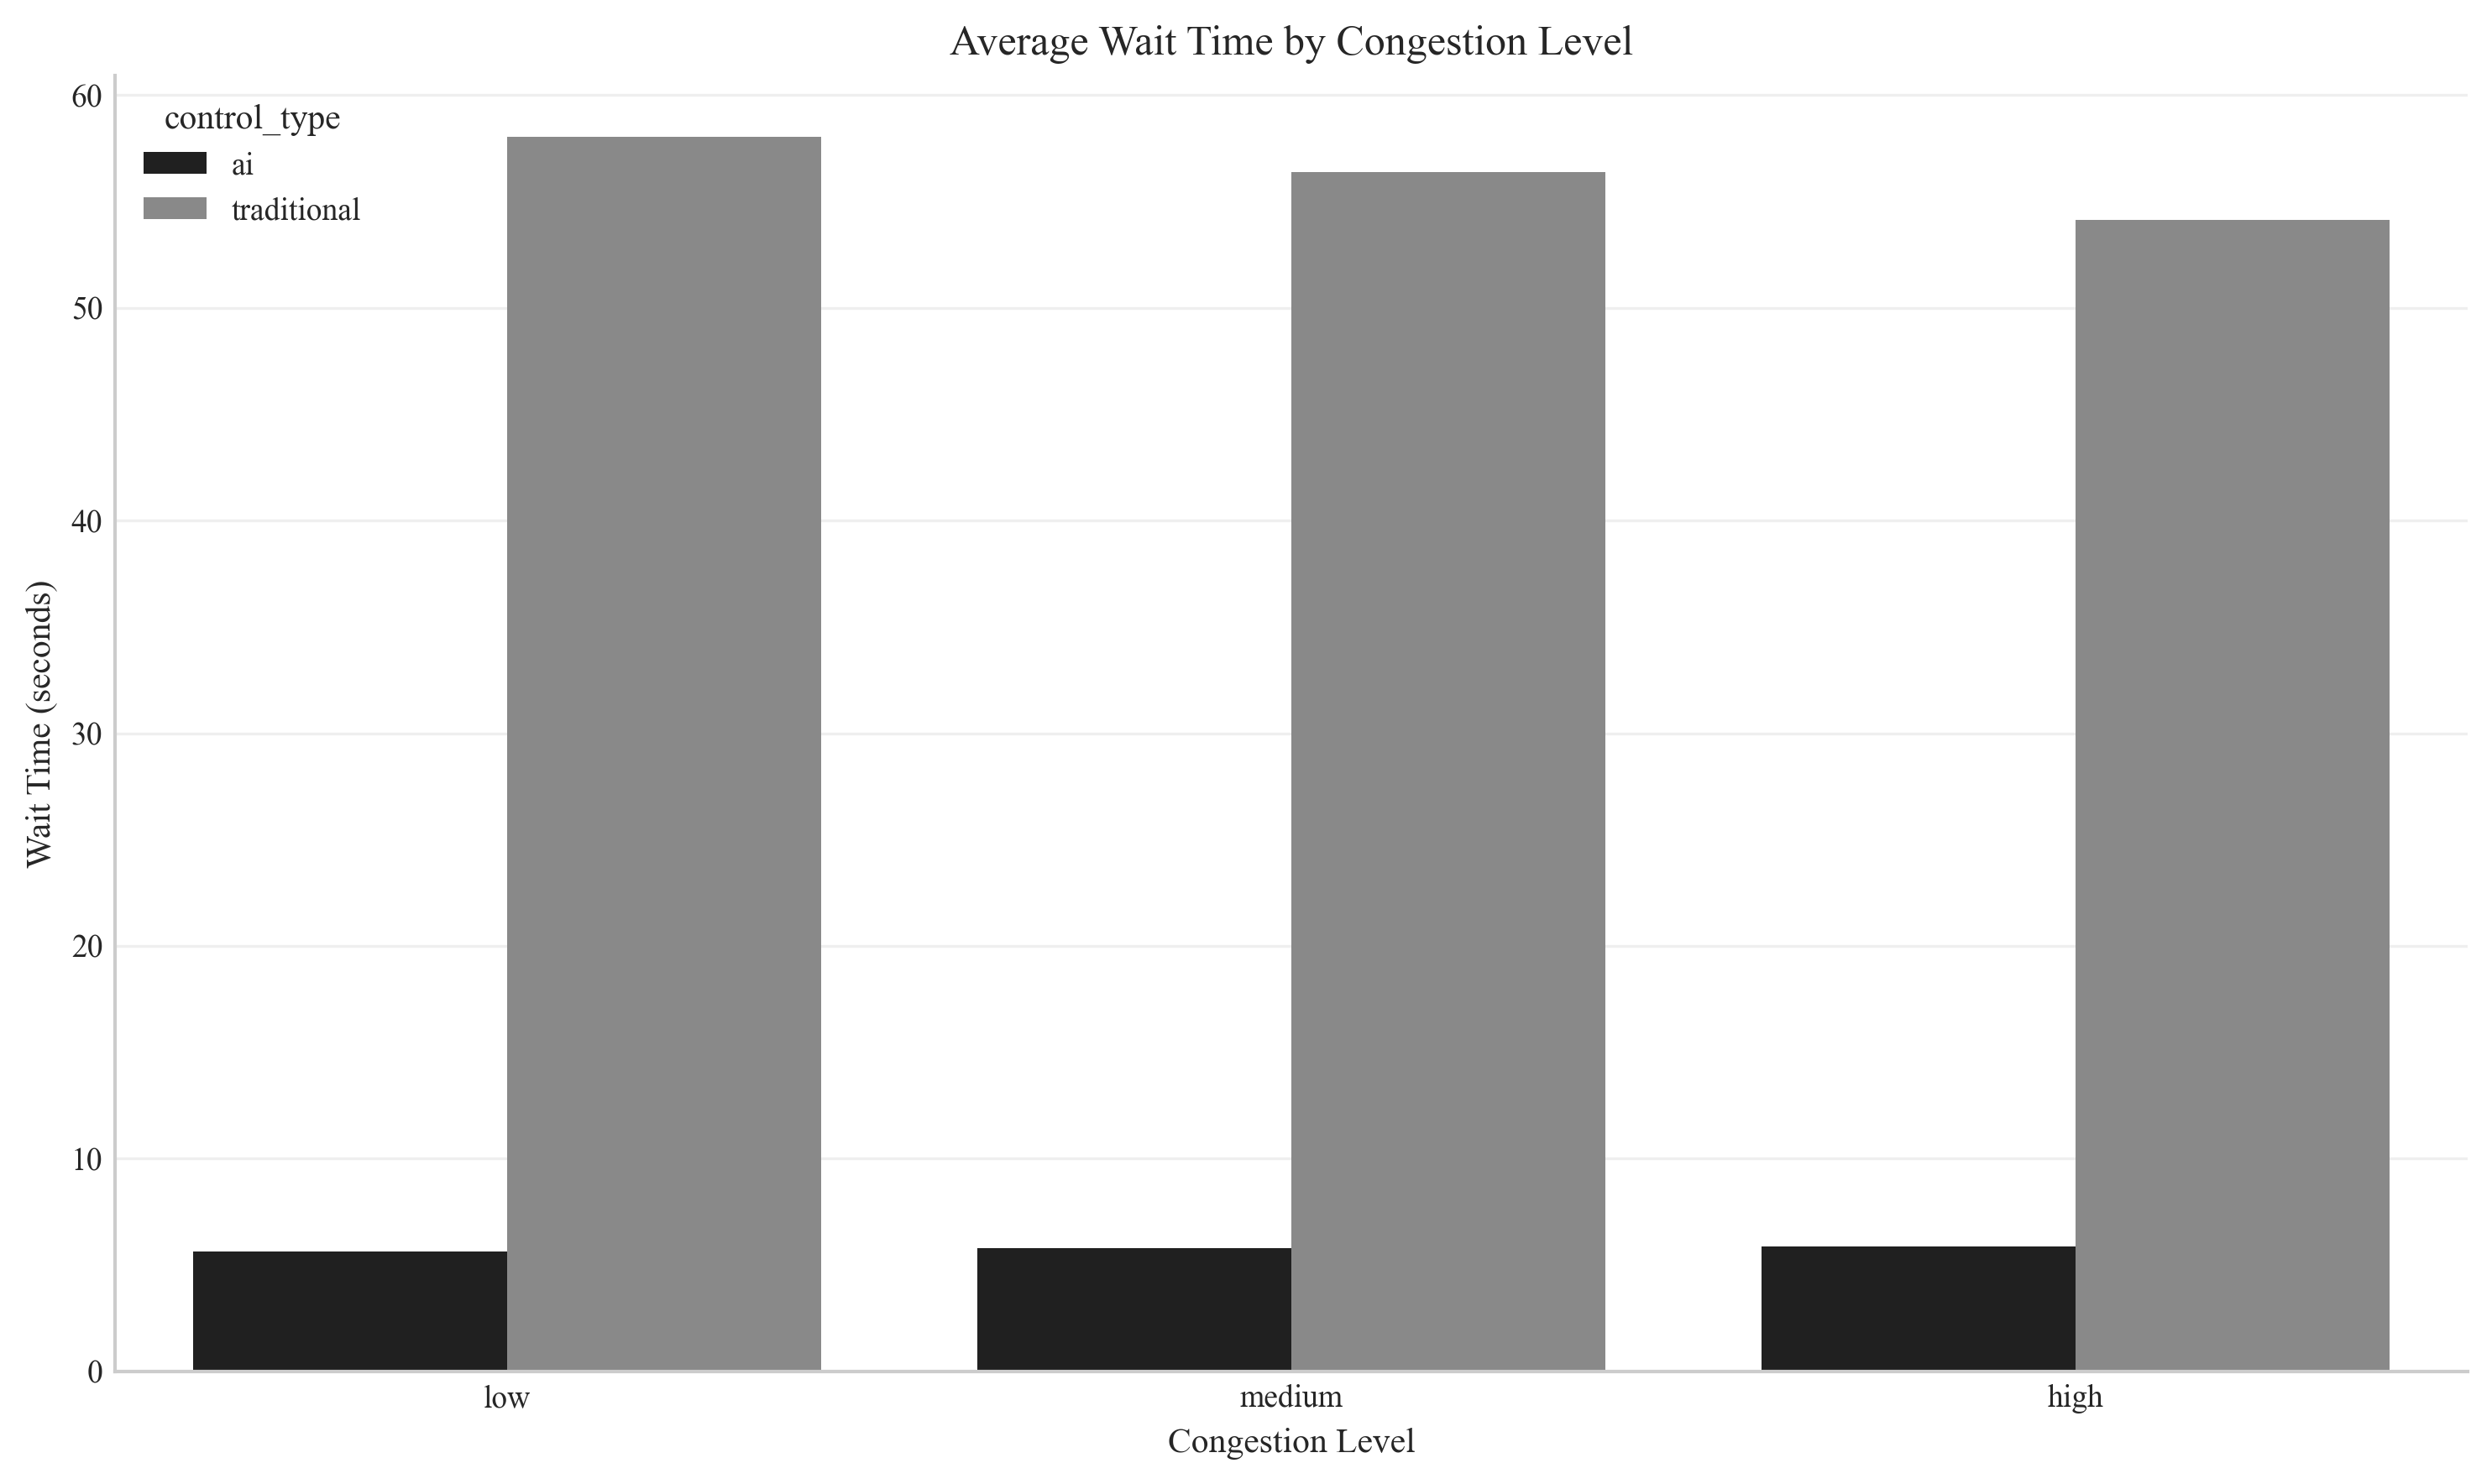 Average Wait Time by Congestion Level
control_type
ai
traditional
60
50
40
30
20
10
0
Wait Time (seconds)
low
medium
high
Congestion Level